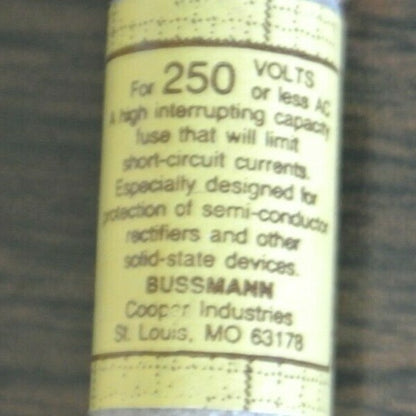 For 250 VOLTS or less AC
A high interrupting capacity
fuse that will limit
short-circuit currents.
Especially designed for
protection of semi-conductor
rectifiers and other
solid-state devices.
BUSSMANN
Cooper Industries
St. Louis, MO 63178